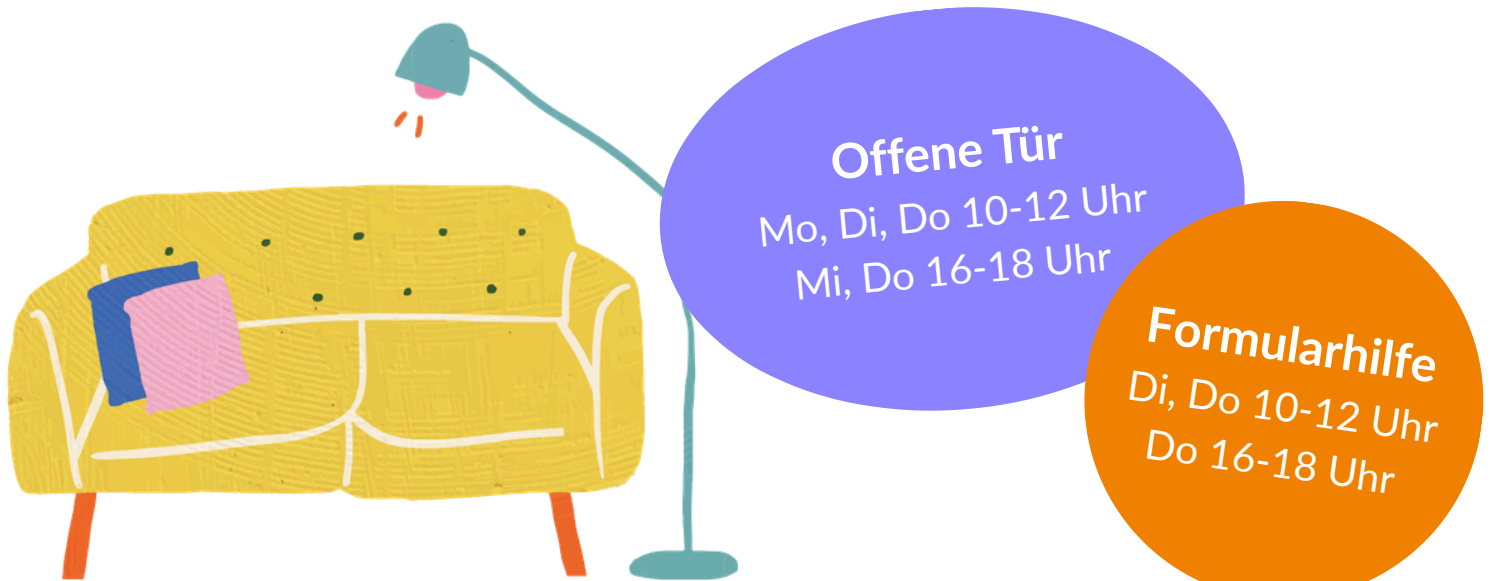 Offene Tür
Mo, Di, Do 10-12 Uhr
Mi, Do 16-18 Uhr
Formularhilfe
Di, Do 10-12 Uhr
Do 16-18 Uhr